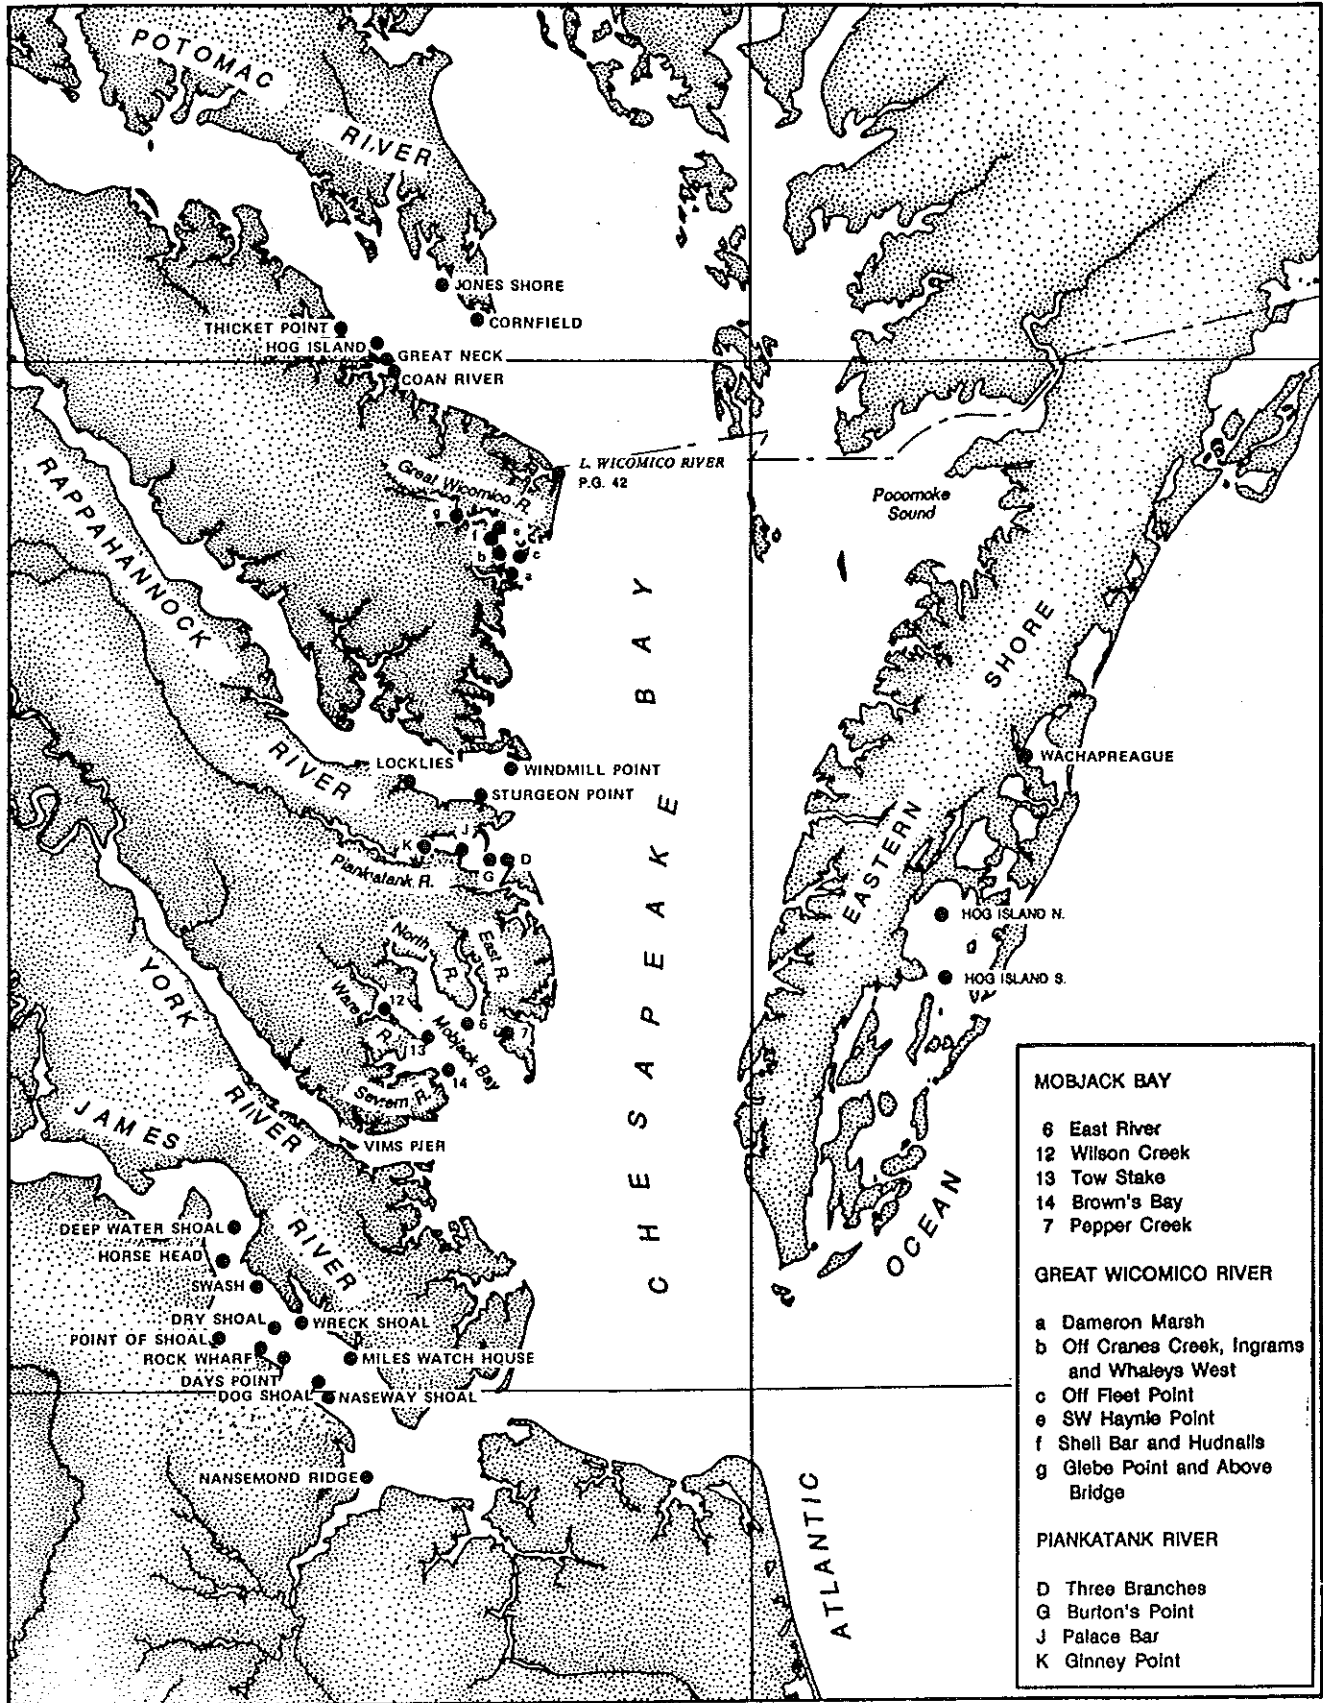 POTOMAC
RIVER
JONES SHORE
CORNFIELD
THICKET POINT
HOG ISLAND
GREAT NECK
COAN RIVER
L. WICOMICO RIVER
P.G. 42
Great Wicomico R.
g
e
f
b
c
a
Pocomoke
Sound
RAPPAHANNOCK
RIVER
CHESAPEAKE BAY
EASTERN
SHORE
WACHAPREAGUE
LOCKLIES
WINDMILL POINT
STURGEON POINT
J
K
D
G
Piankatank R.
HOG ISLAND N.
HOG ISLAND S.
North
R.
East R.
Ware
R.
12
6
7
13
Mobjack Bay
14
Severn R.
YORK
RIVER
VIMS PIER
JAMES
RIVER
DEEP WATER SHOAL
HORSE HEAD
SWASH
DRY SHOAL
WRECK SHOAL
POINT OF SHOAL
ROCK WHARF
MILES WATCH HOUSE
DAYS POINT
DOG SHOAL
NASEWAY SHOAL
NANSEMOND RIDGE
ATLANTIC
OCEAN
MOBJACK BAY
6 East River
12 Wilson Creek
13 Tow Stake
14 Brown's Bay
7 Pepper Creek
GREAT WICOMICO RIVER
a Dameron Marsh
b Off Cranes Creek, Ingrams
and Whaleys West
c Off Fleet Point
e SW Haynie Point
f Shell Bar and Hudnalls
g Glebe Point and Above
Bridge
PIANKATANK RIVER
D Three Branches
G Burton's Point
J Palace Bar
K Ginney Point